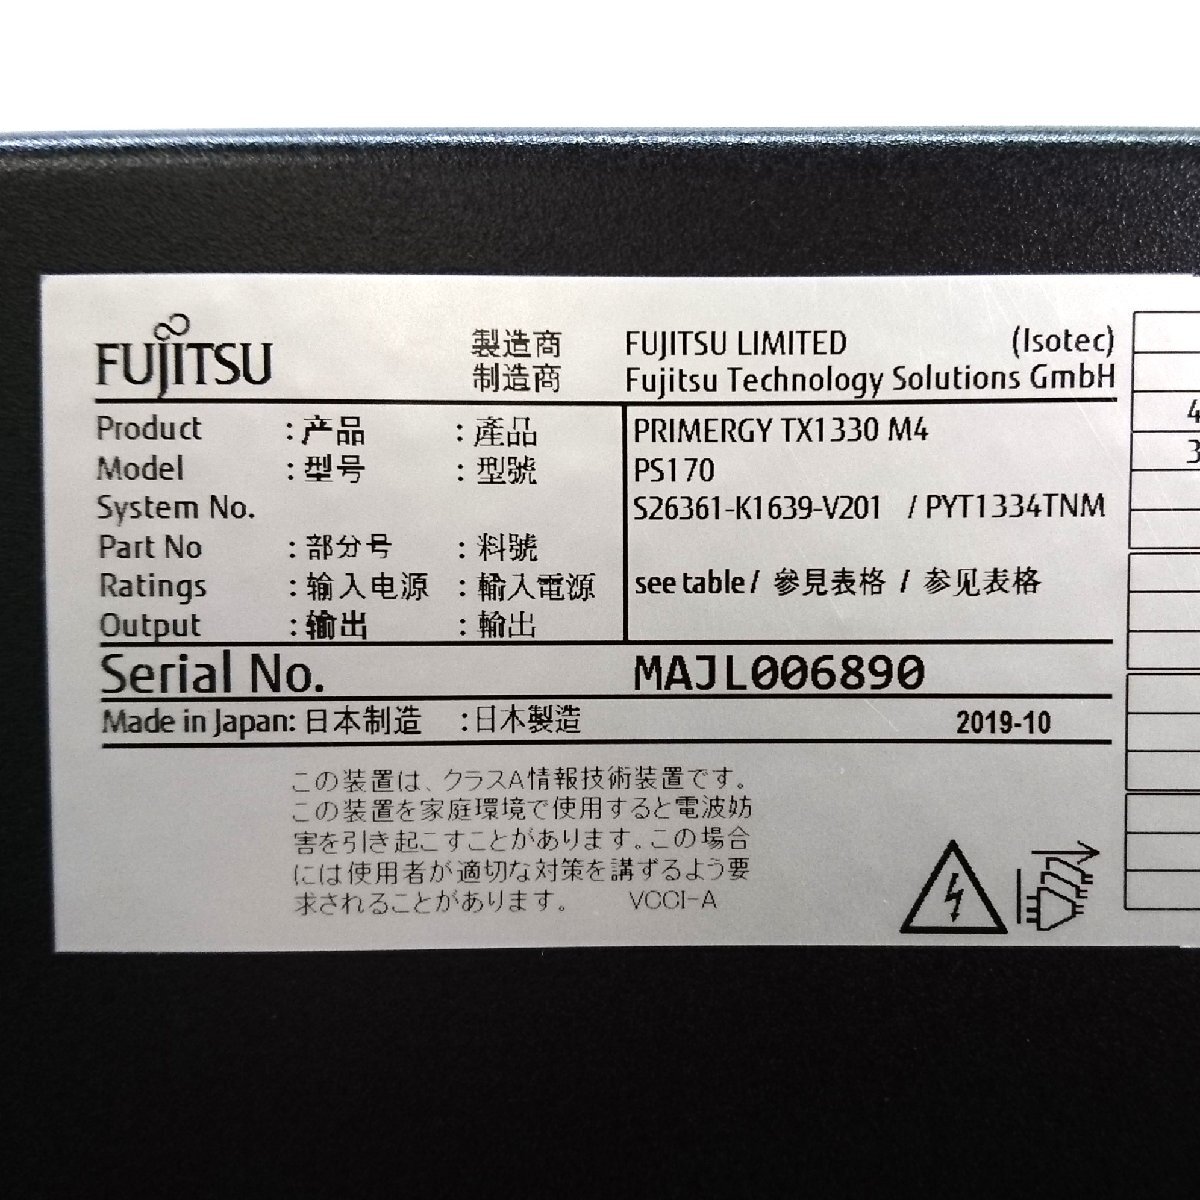 FUJITSU 製造商 FUJITSU LIMITED (Isotec)
制造商 Fujitsu Technology Solutions GmbH
Product :产品 :產品 PRIMERGY TX1330 M4
Model :型号 :型號 PS170
System No. S26361-K1639-V201 / PYT1334TNM
Part No :部分号 :料號
Ratings :输入电源 :輸入電源 see table / 參見表格 / 参见表格
Output :输出 :輸出
Serial No. MAJL006890
Made in Japan: 日本制造 :日本製造 2019-10
この装置は、クラスA情報技術装置です。
この装置を家庭環境で使用すると電波妨
害を引き起こすことがあります。この場合
には使用者が適切な対策を講ずるよう要
求されることがあります。 VCCI-A
4
3